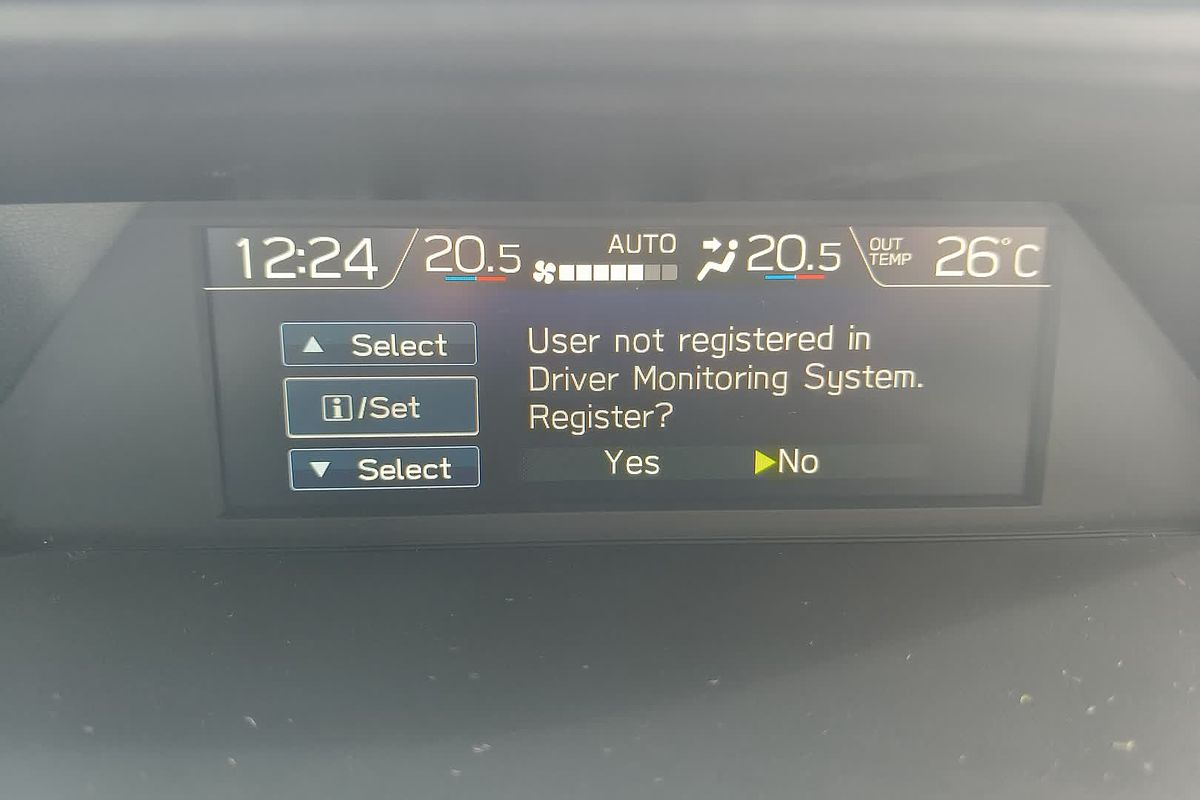 12:24 20.5 AUTO 20.5 OUT TEMP 26°C
▲ Select
i/Set
▼ Select
User not registered in
Driver Monitoring System.
Register?
Yes ▶No